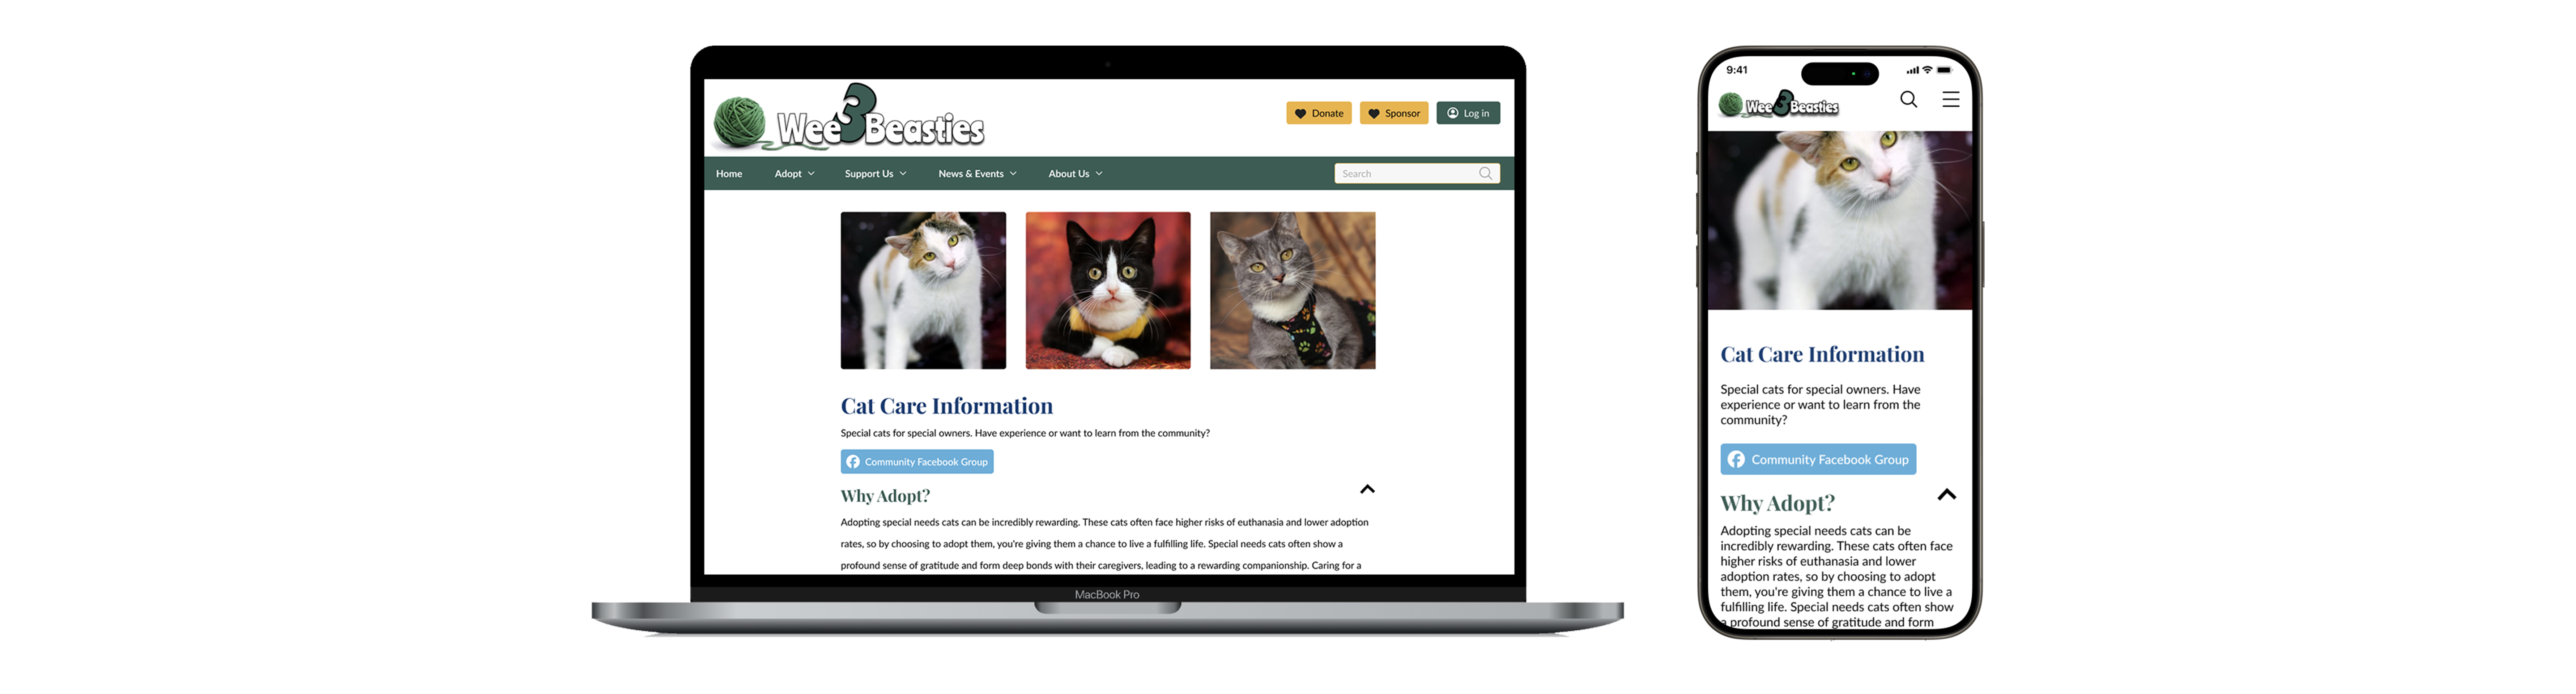 Wee 3 Beasties
Donate
Sponsor
Log in
Home
Adopt
Support Us
News & Events
About Us
Search
Cat Care Information
Special cats for special owners. Have experience or want to learn from the community?
Community Facebook Group
Why Adopt?
Adopting special needs cats can be incredibly rewarding. These cats often face higher risks of euthanasia and lower adoption
rates, so by choosing to adopt them, you're giving them a chance to live a fulfilling life. Special needs cats often show a
profound sense of gratitude and form deep bonds with their caregivers, leading to a rewarding companionship. Caring for a
MacBook Pro
9:41
Wee 3 Beasties
Cat Care Information
Special cats for special owners. Have
experience or want to learn from the
community?
Community Facebook Group
Why Adopt?
Adopting special needs cats can be
incredibly rewarding. These cats often face
higher risks of euthanasia and lower
adoption rates, so by choosing to adopt
them, you're giving them a chance to live a
fulfilling life. Special needs cats often show
a profound sense of gratitude and form